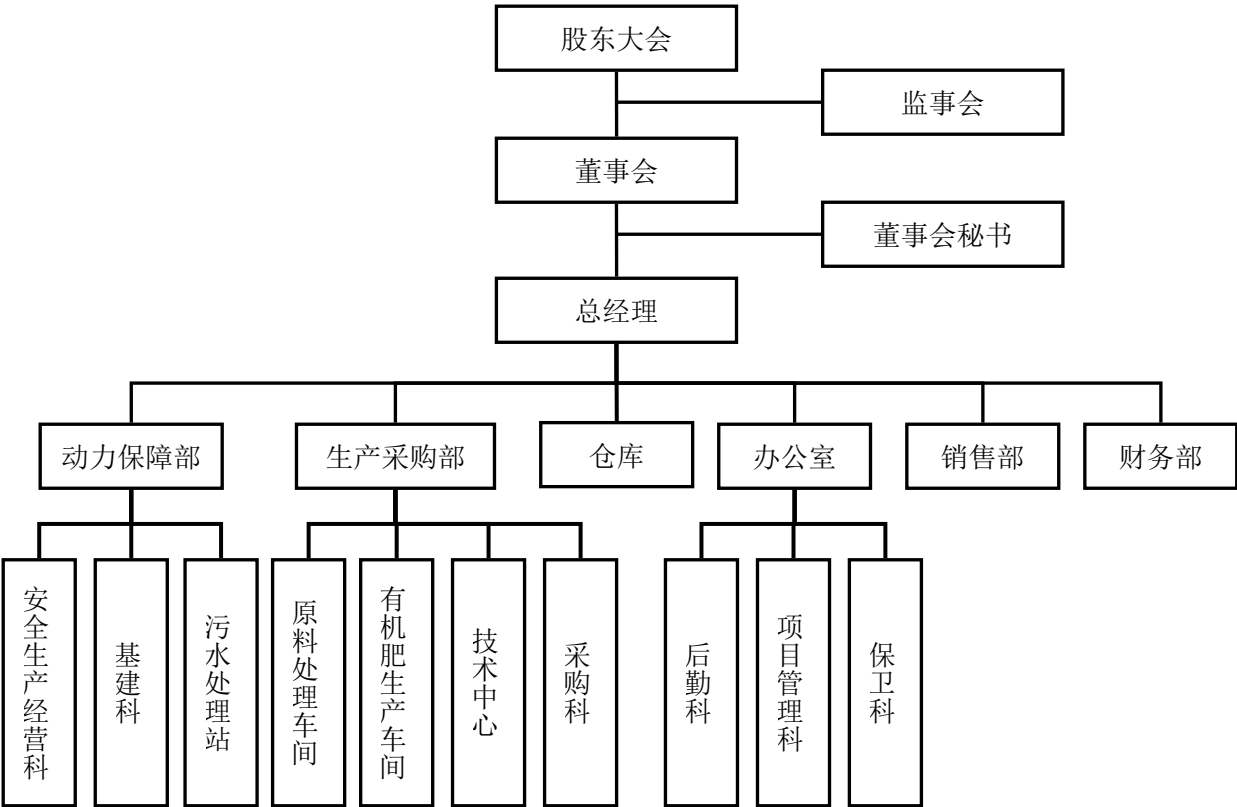 股东大会
监事会
董事会
董事会秘书
总经理
动力保障部
生产采购部
仓库
办公室
销售部
财务部
安全生产经营科
基建科
污水处理站
原料处理车间
有机肥生产车间
技术中心
采购科
后勤科
项目管理科
保卫科